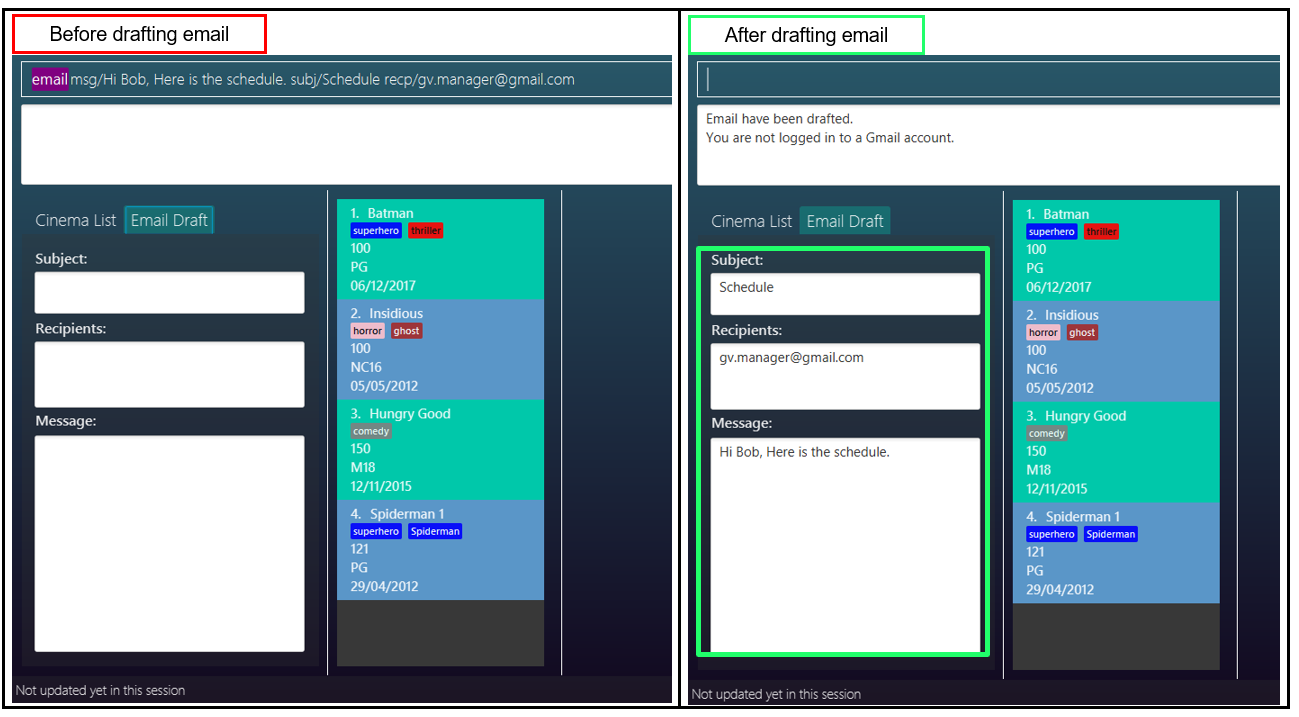 Before drafting email
email msg/Hi Bob, Here is the schedule. subj/Schedule recp/gv.manager@gmail.com
Cinema List Email Draft
Subject:
Recipients:
Message:
1. Batman
superhero thriller
100
PG
06/12/2017
2. Insidious
horror ghost
100
NC16
05/05/2012
3. Hungry Good
comedy
150
M18
12/11/2015
4. Spiderman 1
superhero Spiderman
121
PG
29/04/2012
Not updated yet in this session
After drafting email
Email have been drafted.
You are not logged in to a Gmail account.
Cinema List Email Draft
Subject:
Schedule
Recipients:
gv.manager@gmail.com
Message:
Hi Bob, Here is the schedule.
1. Batman
superhero thriller
100
PG
06/12/2017
2. Insidious
horror ghost
100
NC16
05/05/2012
3. Hungry Good
comedy
150
M18
12/11/2015
4. Spiderman 1
superhero Spiderman
121
PG
29/04/2012
Not updated yet in this session